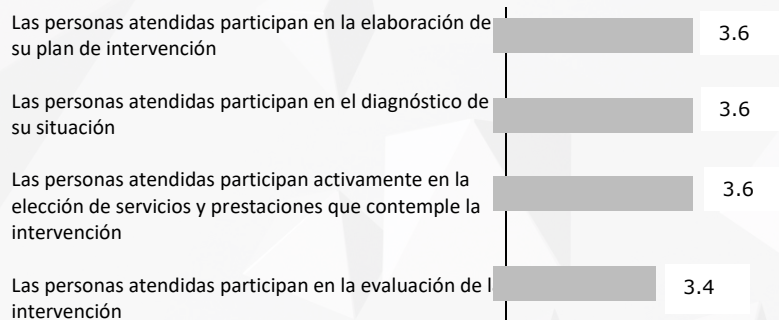 Las personas atendidas participan en la elaboración de
su plan de intervención
3.6
Las personas atendidas participan en el diagnóstico de
su situación
3.6
Las personas atendidas participan activamente en la
elección de servicios y prestaciones que contemple la
intervención
3.6
Las personas atendidas participan en la evaluación de l
intervención
3.4